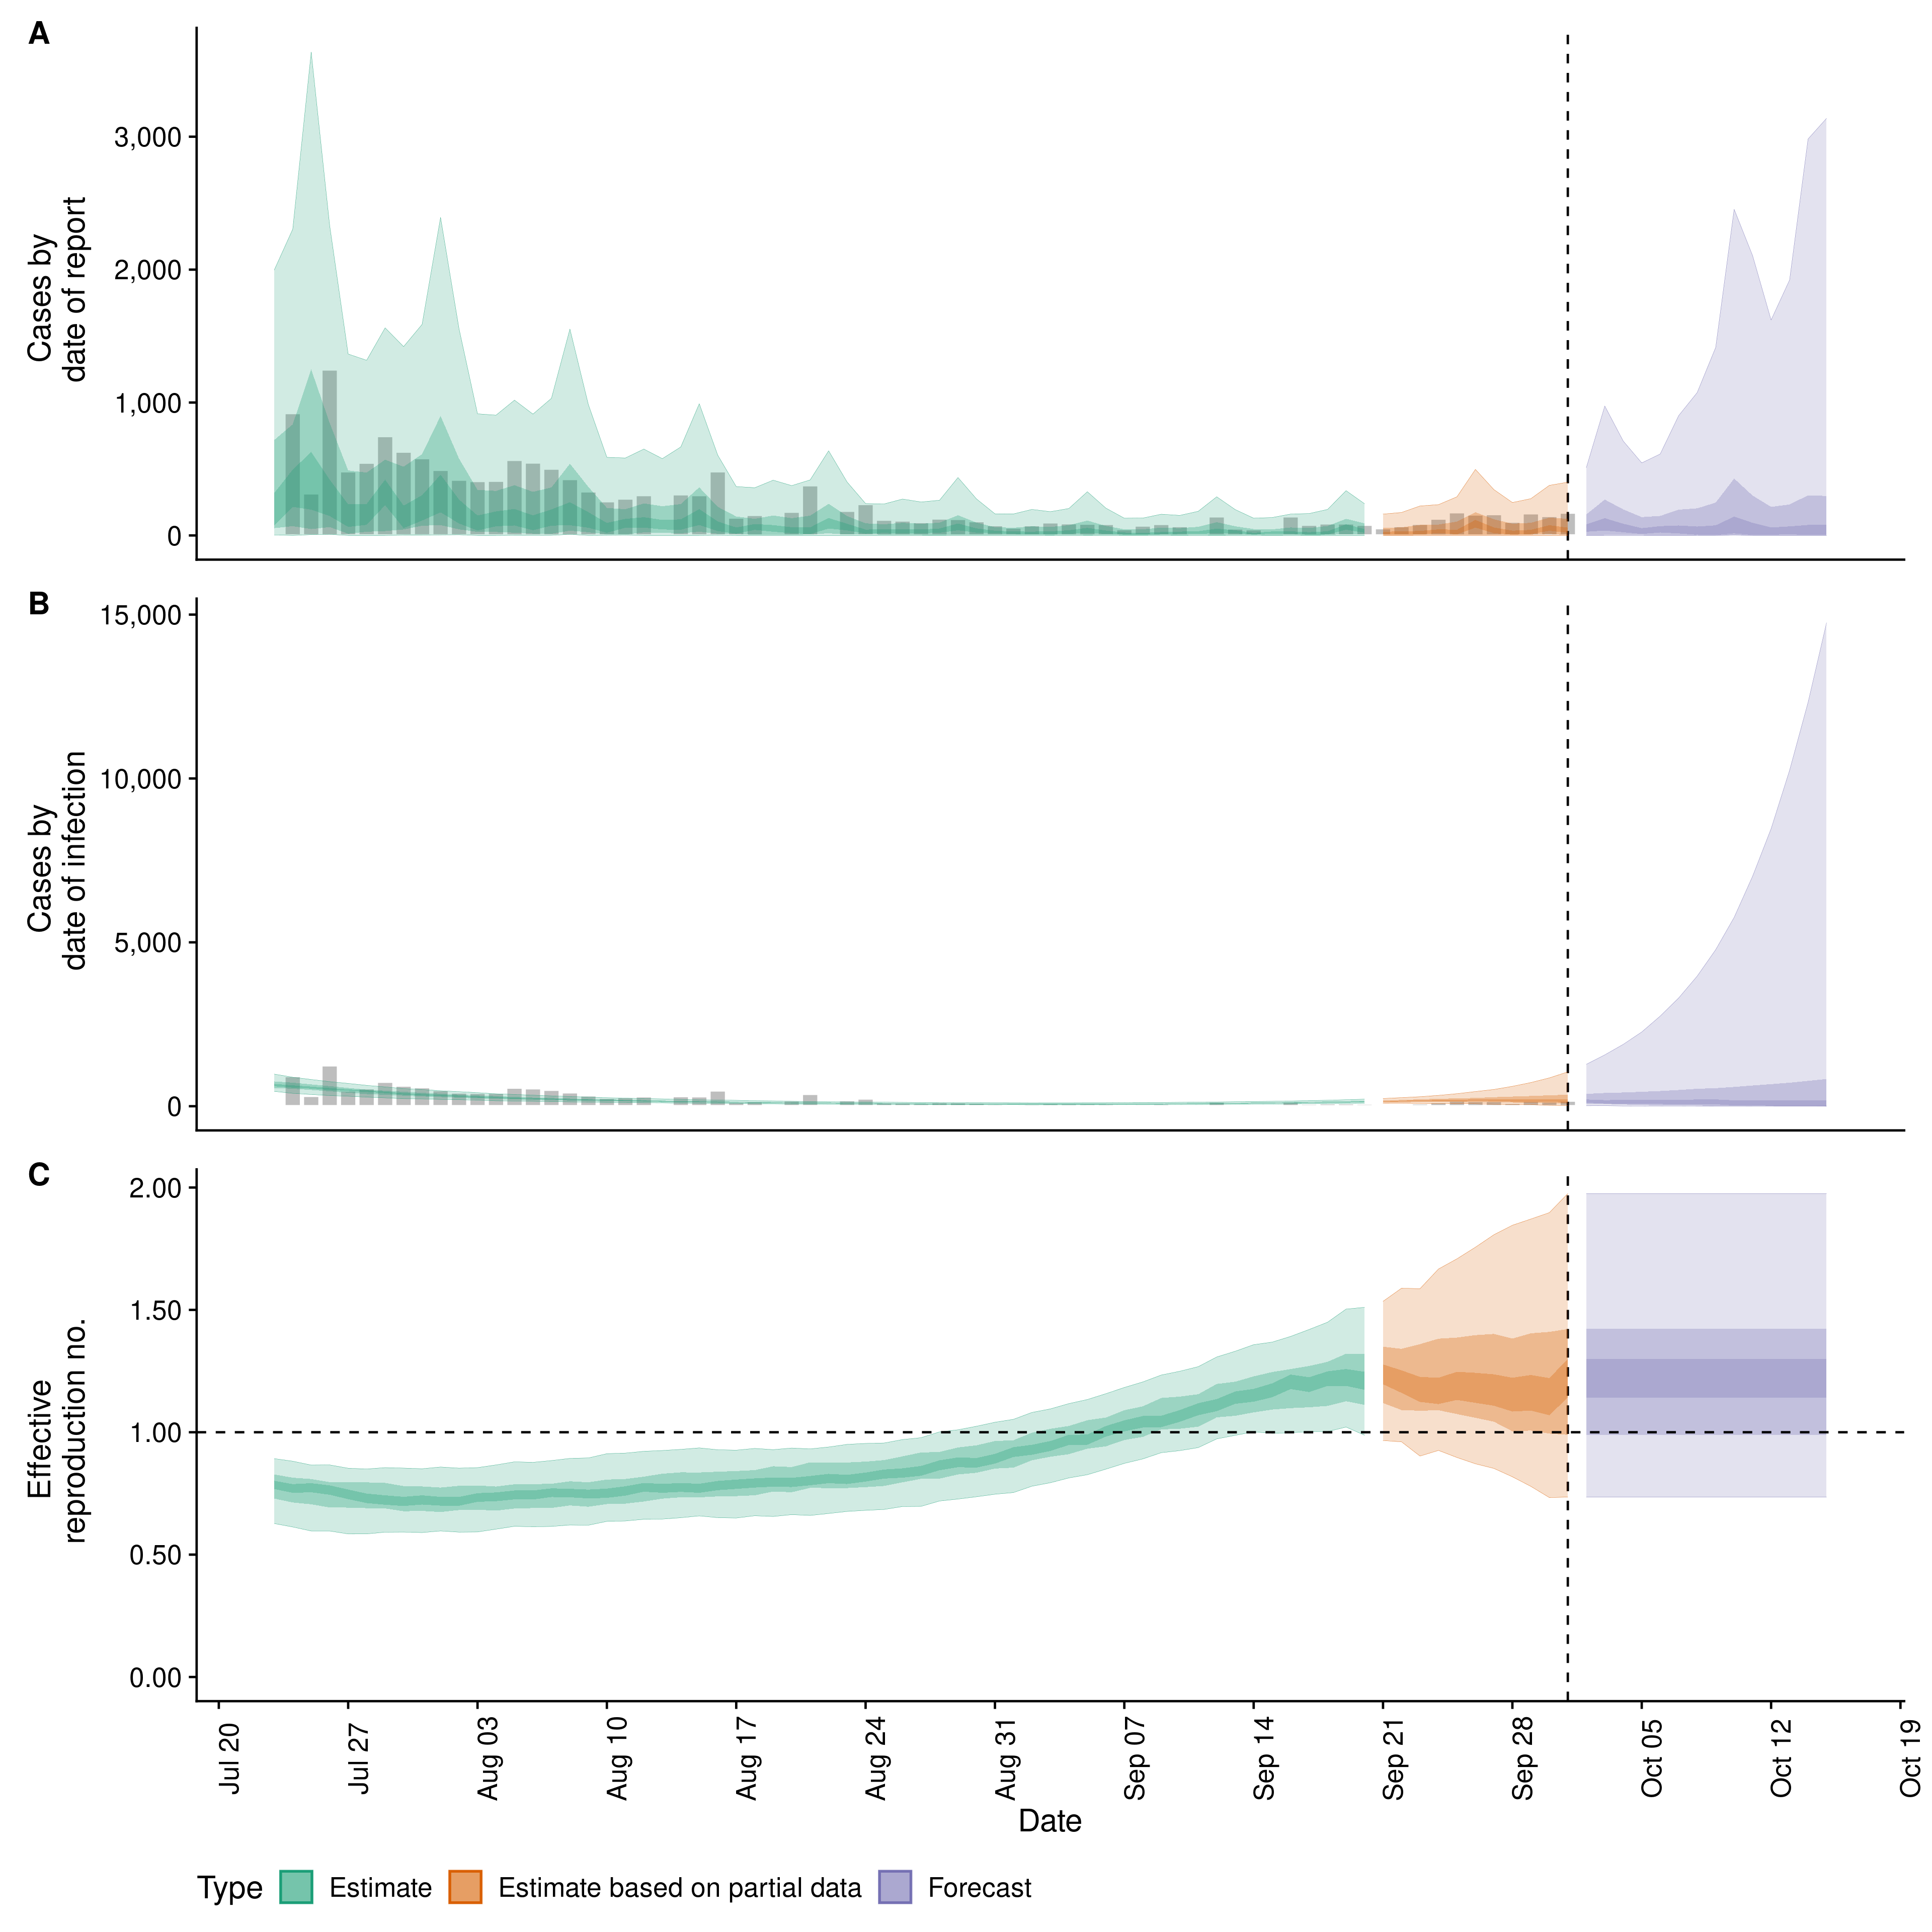 A
Cases by
date of report
3,000
2,000
1,000
0
B
Cases by
date of infection
15,000
10,000
5,000
0
C
Effective
reproduction no.
2.00
1.50
1.00
0.50
0.00
Jul 20
Jul 27
Aug 03
Aug 10
Aug 17
Aug 24
Aug 31
Sep 07
Sep 14
Sep 21
Sep 28
Oct 05
Oct 12
Oct 19
Date
Type Estimate Estimate based on partial data Forecast